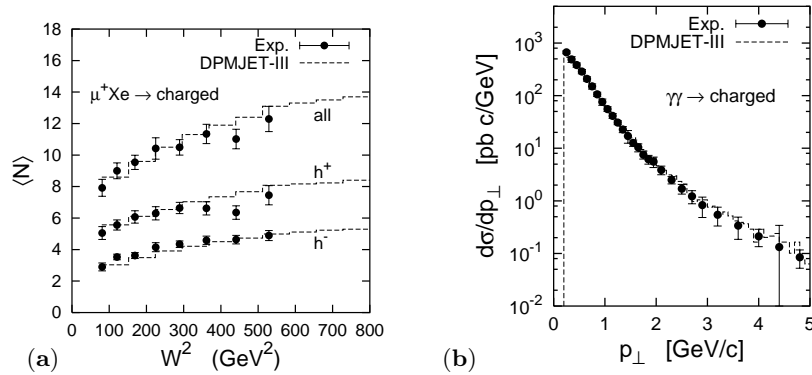 18
16
14
12
10
8
6
4
2
0
⟨N⟩
Exp.
DPMJET-III
μ⁺Xe → charged
all
h⁺
h⁻
0 100 200 300 400 500 600 700 800
W² (GeV²)
(a)
10³
10²
10¹
10⁰
10⁻¹
10⁻²
dσ/dp⊥ [pb c/GeV]
Exp.
DPMJET-III
γγ → charged
0 1 2 3 4 5
p⊥ [GeV/c]
(b)